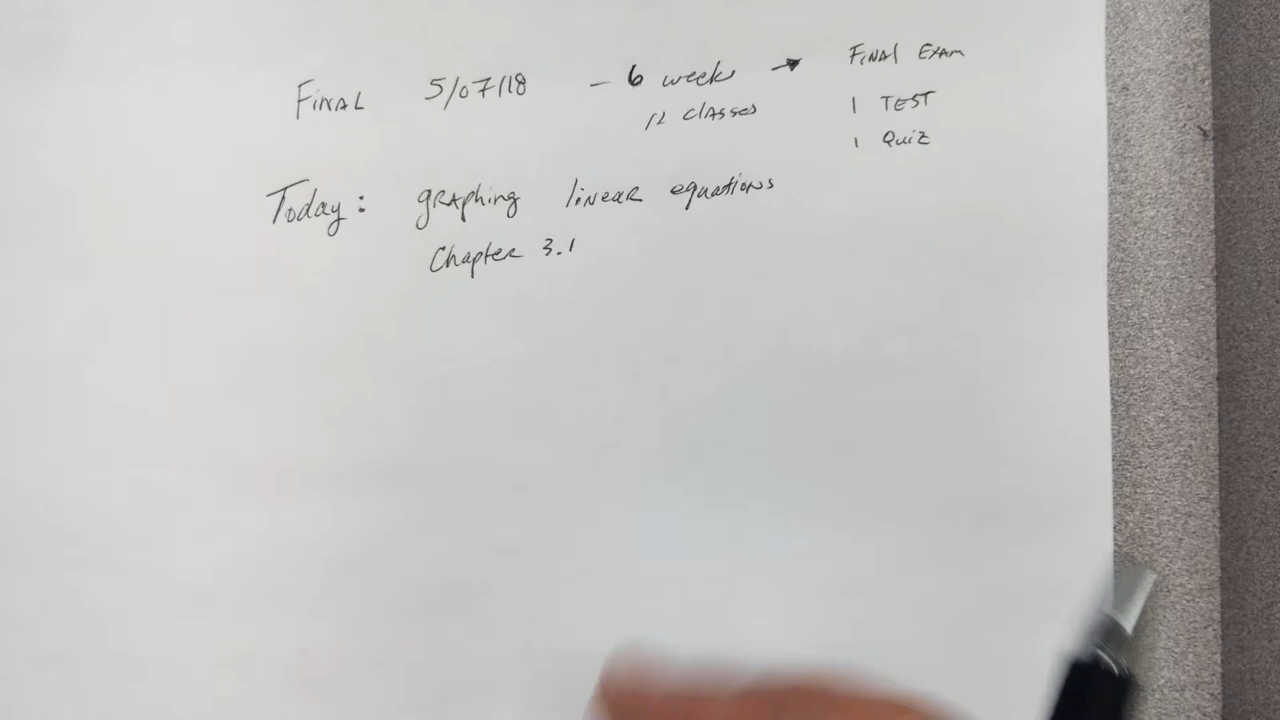 FINAL 5/07/18 – 6 weeks → FINAL EXAM
12 classes 1 TEST
1 Quiz
Today: graphing linear equations
Chapter 3.1